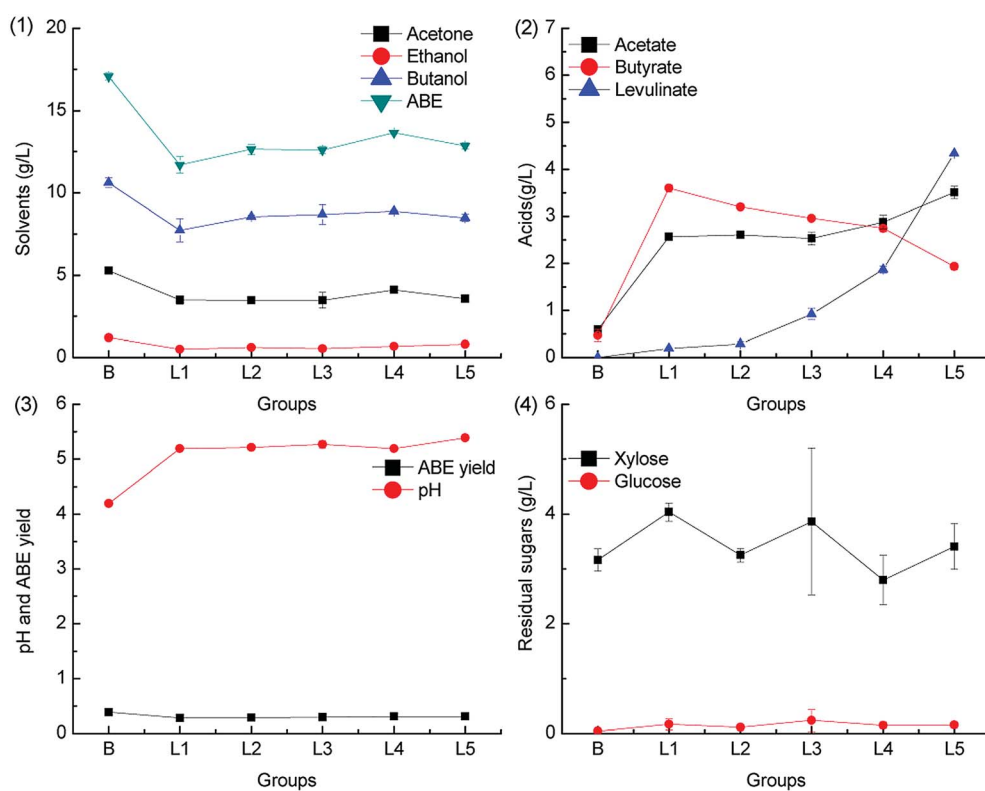 (1)
20
15
10
5
0
Solvents (g/L)
Acetone
Ethanol
Butanol
ABE
B L1 L2 L3 L4 L5
Groups
(2)
7
6
5
4
3
2
1
0
Acids(g/L)
Acetate
Butyrate
Levulinate
B L1 L2 L3 L4 L5
Groups
(3)
6
5
4
3
2
1
0
pH and ABE yield
ABE yield
pH
B L1 L2 L3 L4 L5
Groups
(4)
6
4
2
0
Residual sugars (g/L)
Xylose
Glucose
B L1 L2 L3 L4 L5
Groups